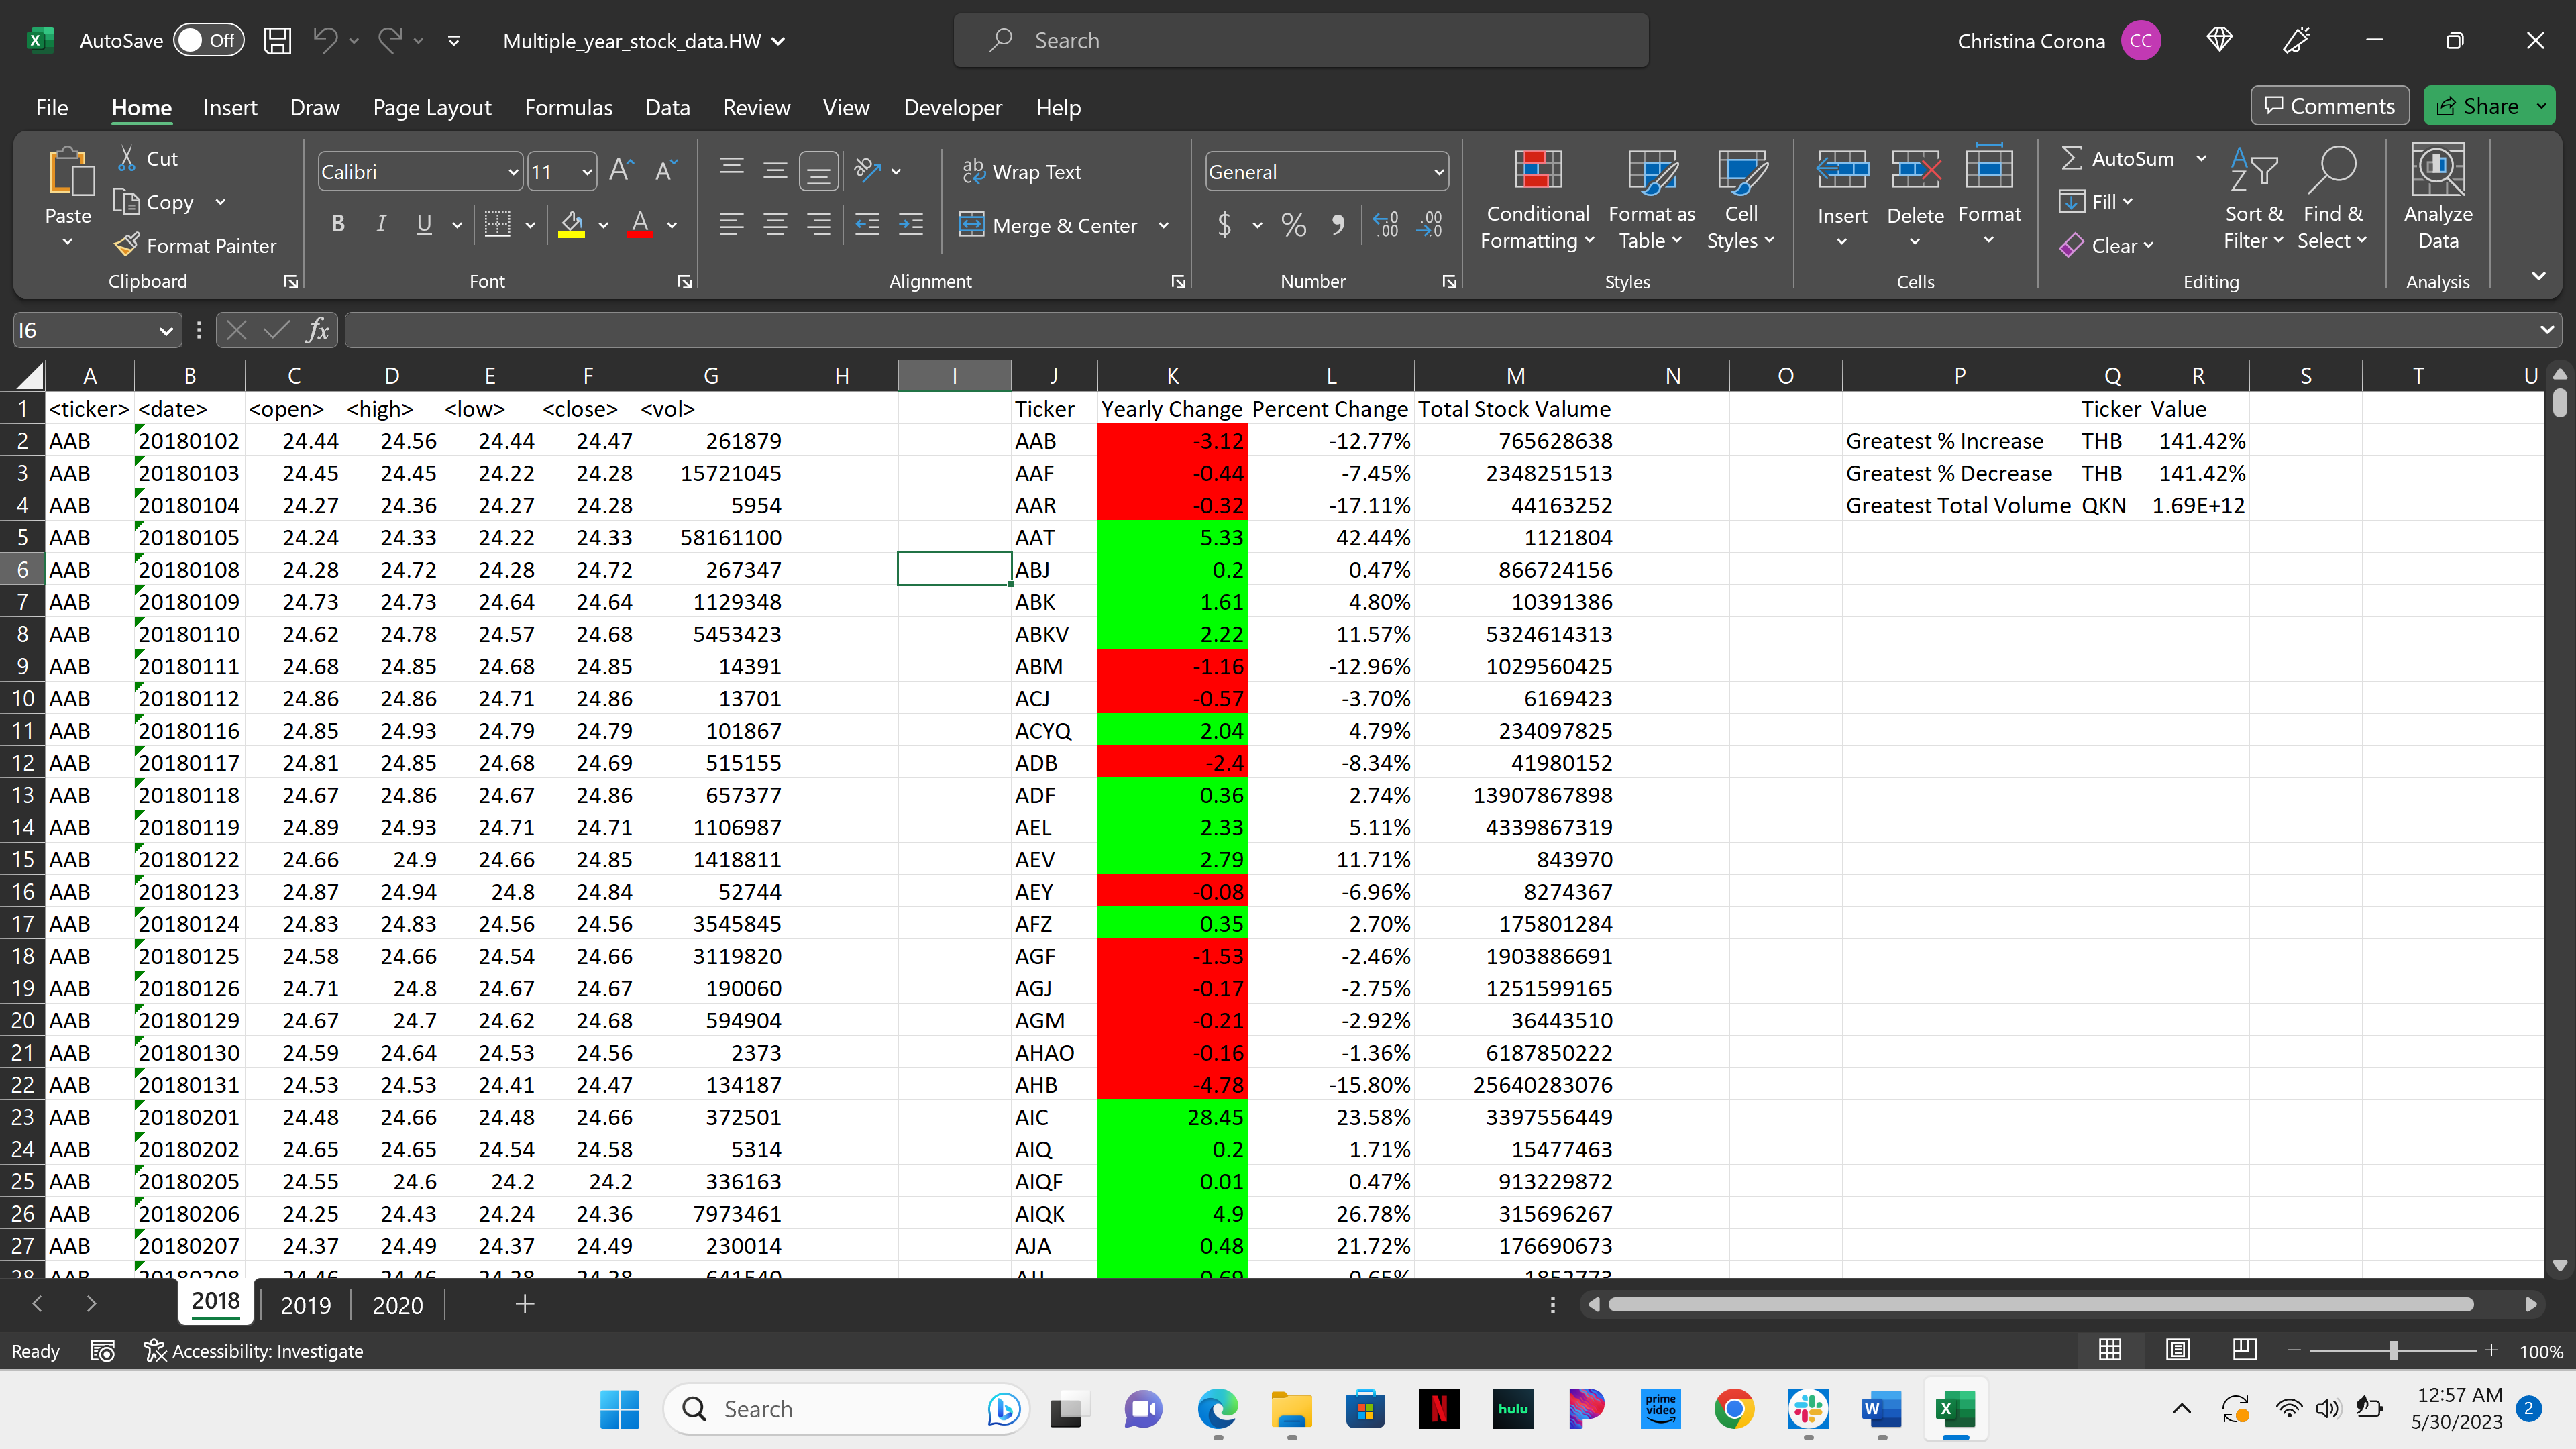 AutoSave Off Multiple_year_stock_data.HW Search Christina Corona CC
File Home Insert Draw Page Layout Formulas Data Review View Developer Help Comments Share
Paste Cut Copy Format Painter Clipboard
Calibri 11 B I U A Font
Wrap Text Merge & Center Alignment
General $ % Number
Conditional Formatting Format as Table Cell Styles Styles
Insert Delete Format Cells
AutoSum Fill Clear Sort & Filter Find & Select Editing
Analyze Data Analysis
I6 fx
A B C D E F G H I J K L M N O P Q R S T U
1 <ticker> <date> <open> <high> <low> <close> <vol> Ticker Yearly Change Percent Change Total Stock Valume Ticker Value
2 AAB 20180102 24.44 24.56 24.44 24.47 261879 AAB -3.12 -12.77% 765628638 Greatest % Increase THB 141.42%
3 AAB 20180103 24.45 24.45 24.22 24.28 15721045 AAF -0.44 -7.45% 2348251513 Greatest % Decrease THB 141.42%
4 AAB 20180104 24.27 24.36 24.27 24.28 5954 AAR -0.32 -17.11% 44163252 Greatest Total Volume QKN 1.69E+12
5 AAB 20180105 24.24 24.33 24.22 24.33 58161100 AAT 5.33 42.44% 1121804
6 AAB 20180108 24.28 24.72 24.28 24.72 267347 ABJ 0.2 0.47% 866724156
7 AAB 20180109 24.73 24.73 24.64 24.64 1129348 ABK 1.61 4.80% 10391386
8 AAB 20180110 24.62 24.78 24.57 24.68 5453423 ABKV 2.22 11.57% 5324614313
9 AAB 20180111 24.68 24.85 24.68 24.85 14391 ABM -1.16 -12.96% 1029560425
10 AAB 20180112 24.86 24.86 24.71 24.86 13701 ACJ -0.57 -3.70% 6169423
11 AAB 20180116 24.85 24.93 24.79 24.79 101867 ACYQ 2.04 4.79% 234097825
12 AAB 20180117 24.81 24.85 24.68 24.69 515155 ADB -2.4 -8.34% 41980152
13 AAB 20180118 24.67 24.86 24.67 24.86 657377 ADF 0.36 2.74% 13907867898
14 AAB 20180119 24.89 24.93 24.71 24.71 1106987 AEL 2.33 5.11% 4339867319
15 AAB 20180122 24.66 24.9 24.66 24.85 1418811 AEV 2.79 11.71% 843970
16 AAB 20180123 24.87 24.94 24.8 24.84 52744 AEY -0.08 -6.96% 8274367
17 AAB 20180124 24.83 24.83 24.56 24.56 3545845 AFZ 0.35 2.70% 175801284
18 AAB 20180125 24.58 24.66 24.54 24.66 3119820 AGF -1.53 -2.46% 1903886691
19 AAB 20180126 24.71 24.8 24.67 24.67 190060 AGJ -0.17 -2.75% 1251599165
20 AAB 20180129 24.67 24.7 24.62 24.68 594904 AGM -0.21 -2.92% 36443510
21 AAB 20180130 24.59 24.64 24.53 24.56 2373 AHAO -0.16 -1.36% 6187850222
22 AAB 20180131 24.53 24.53 24.41 24.47 134187 AHB -4.78 -15.80% 25640283076
23 AAB 20180201 24.48 24.66 24.48 24.66 372501 AIC 28.45 23.58% 3397556449
24 AAB 20180202 24.65 24.65 24.54 24.58 5314 AIQ 0.2 1.71% 15477463
25 AAB 20180205 24.55 24.6 24.2 24.2 336163 AIQF 0.01 0.47% 913229872
26 AAB 20180206 24.25 24.43 24.24 24.36 7973461 AIQK 4.9 26.78% 315696267
27 AAB 20180207 24.37 24.49 24.37 24.49 230014 AJA 0.48 21.72% 176690673
28 AAB 20180208
2018 2019 2020
Ready Accessibility: Investigate 100%
Search hulu prime video 12:57 AM 2
5/30/2023